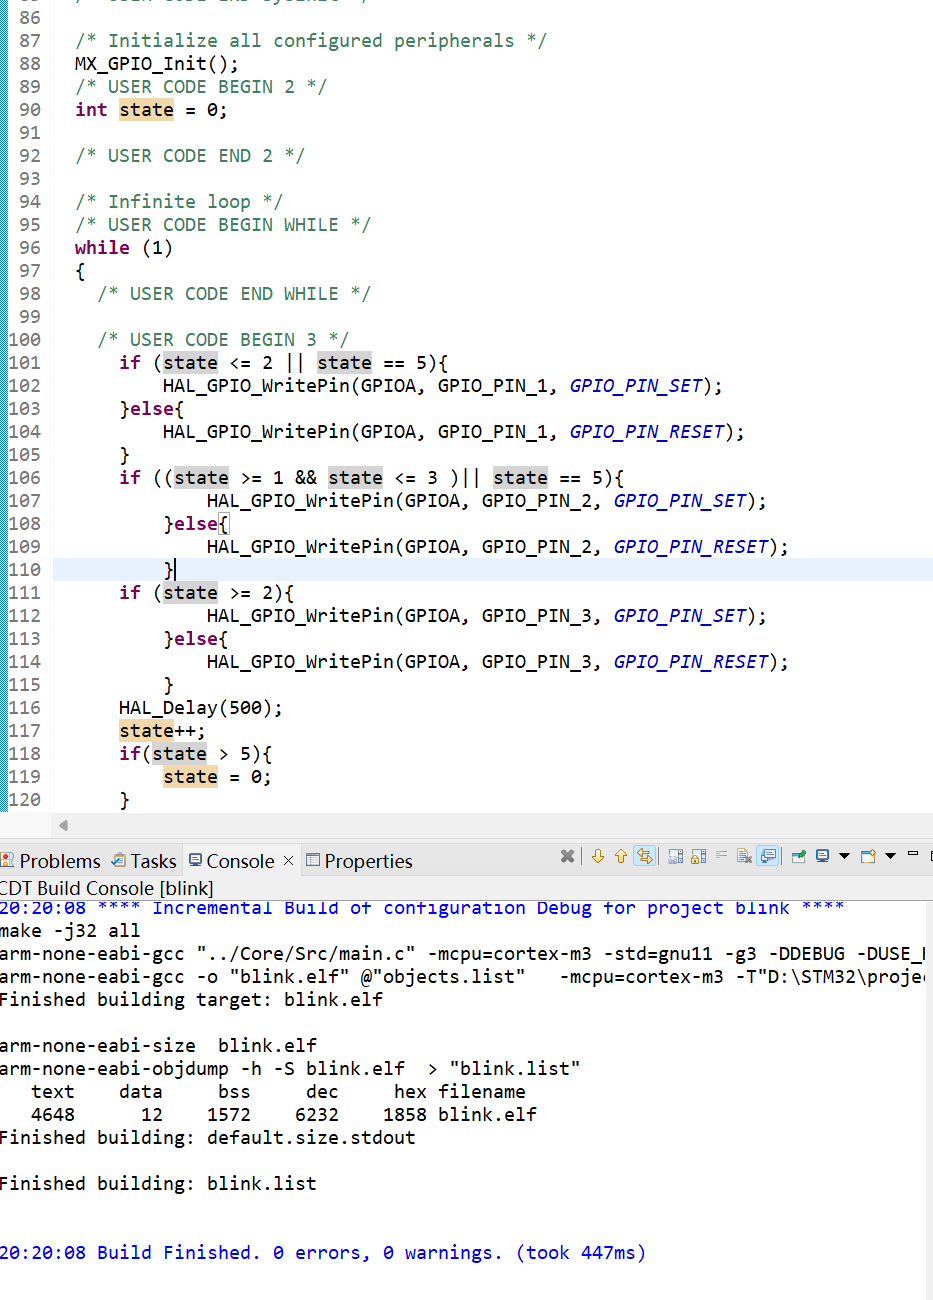 86
87 /* Initialize all configured peripherals */
88 MX_GPIO_Init();
89 /* USER CODE BEGIN 2 */
90 int state = 0;
91
92 /* USER CODE END 2 */
93
94 /* Infinite loop */
95 /* USER CODE BEGIN WHILE */
96 while (1)
97 {
98 /* USER CODE END WHILE */
99
100 /* USER CODE BEGIN 3 */
101 if (state <= 2 || state == 5){
102 HAL_GPIO_WritePin(GPIOA, GPIO_PIN_1, GPIO_PIN_SET);
103 }else{
104 HAL_GPIO_WritePin(GPIOA, GPIO_PIN_1, GPIO_PIN_RESET);
105 }
106 if ((state >= 1 && state <= 3 )|| state == 5){
107 HAL_GPIO_WritePin(GPIOA, GPIO_PIN_2, GPIO_PIN_SET);
108 }else{
109 HAL_GPIO_WritePin(GPIOA, GPIO_PIN_2, GPIO_PIN_RESET);
110 }
111 if (state >= 2){
112 HAL_GPIO_WritePin(GPIOA, GPIO_PIN_3, GPIO_PIN_SET);
113 }else{
114 HAL_GPIO_WritePin(GPIOA, GPIO_PIN_3, GPIO_PIN_RESET);
115 }
116 HAL_Delay(500);
117 state++;
118 if(state > 5){
119 state = 0;
120 }
Problems Tasks Console × Properties
CDT Build Console [blink]
20:20:08 **** Incremental Build of configuration Debug for project blink ****
make -j32 all
arm-none-eabi-gcc "../Core/Src/main.c" -mcpu=cortex-m3 -std=gnu11 -g3 -DDEBUG -DUSE_
arm-none-eabi-gcc -o "blink.elf" @"objects.list" -mcpu=cortex-m3 -T"D:\STM32\proje
Finished building target: blink.elf
arm-none-eabi-size blink.elf
arm-none-eabi-objdump -h -S blink.elf > "blink.list"
text data bss dec hex filename
4648 12 1572 6232 1858 blink.elf
Finished building: default.size.stdout
Finished building: blink.list
20:20:08 Build Finished. 0 errors, 0 warnings. (took 447ms)